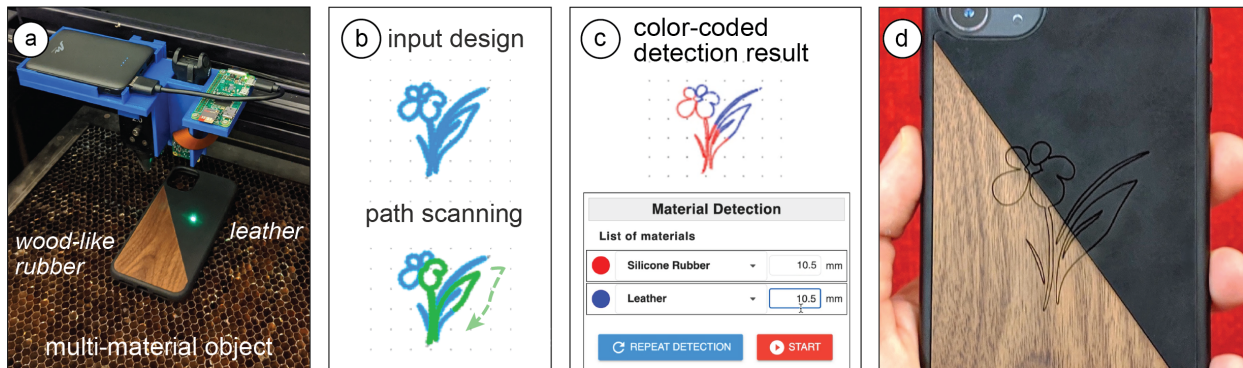 a
wood-like
rubber
leather
multi-material object
b
input design
path scanning
c
color-coded
detection result
Material Detection
List of materials
Silicone Rubber 10.5 mm
Leather 10.5 mm
REPEAT DETECTION START
d